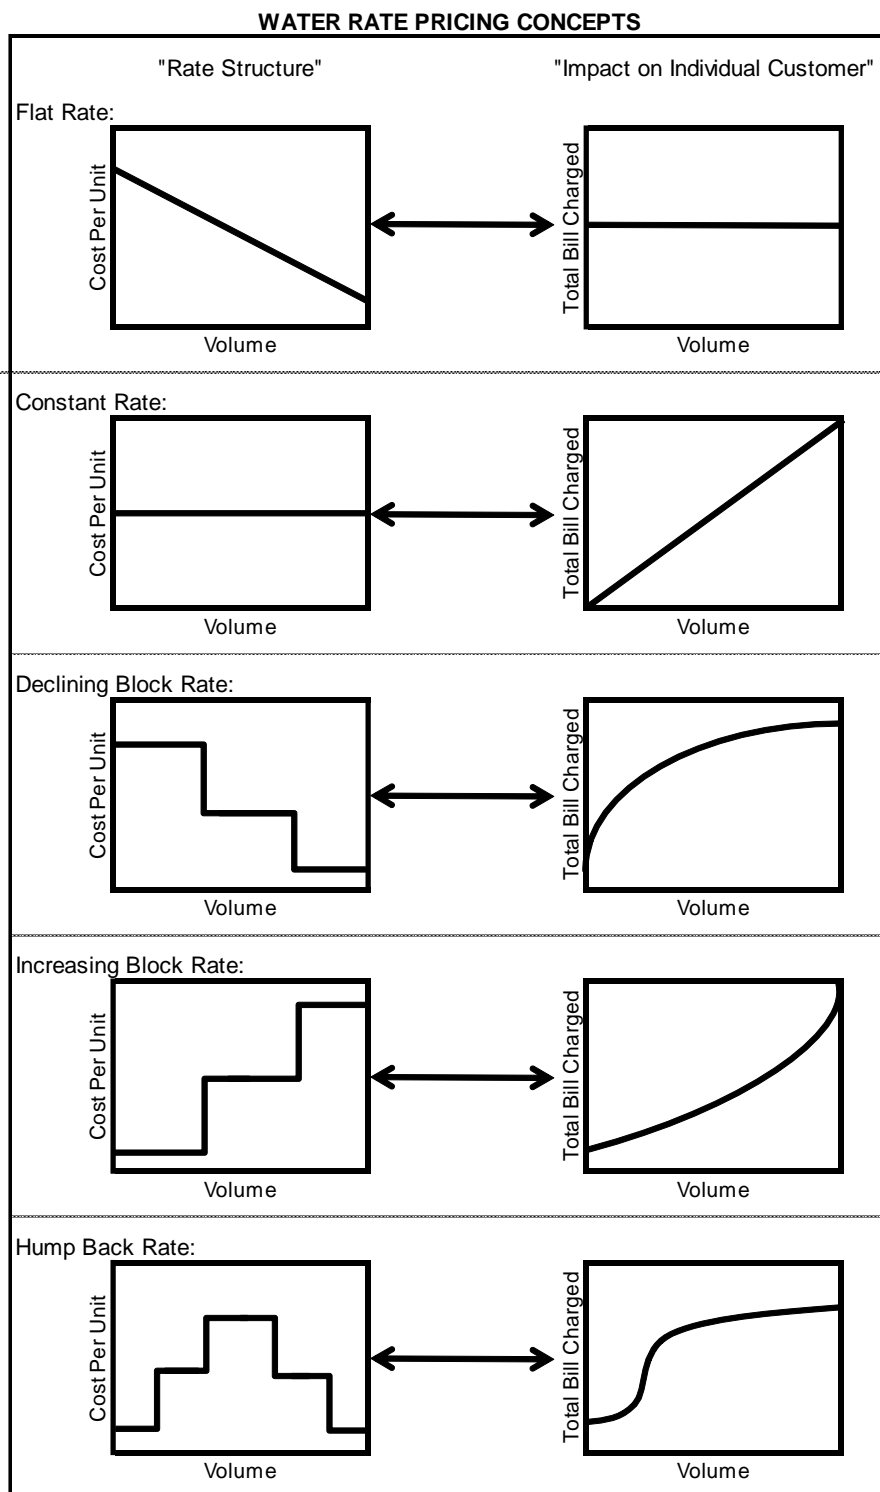 WATER RATE PRICING CONCEPTS
"Rate Structure"
"Impact on Individual Customer"
Flat Rate:
Cost Per Unit
Volume
Total Bill Charged
Volume
Constant Rate:
Cost Per Unit
Volume
Total Bill Charged
Volume
Declining Block Rate:
Cost Per Unit
Volume
Total Bill Charged
Volume
Increasing Block Rate:
Cost Per Unit
Volume
Total Bill Charged
Volume
Hump Back Rate:
Cost Per Unit
Volume
Total Bill Charged
Volume